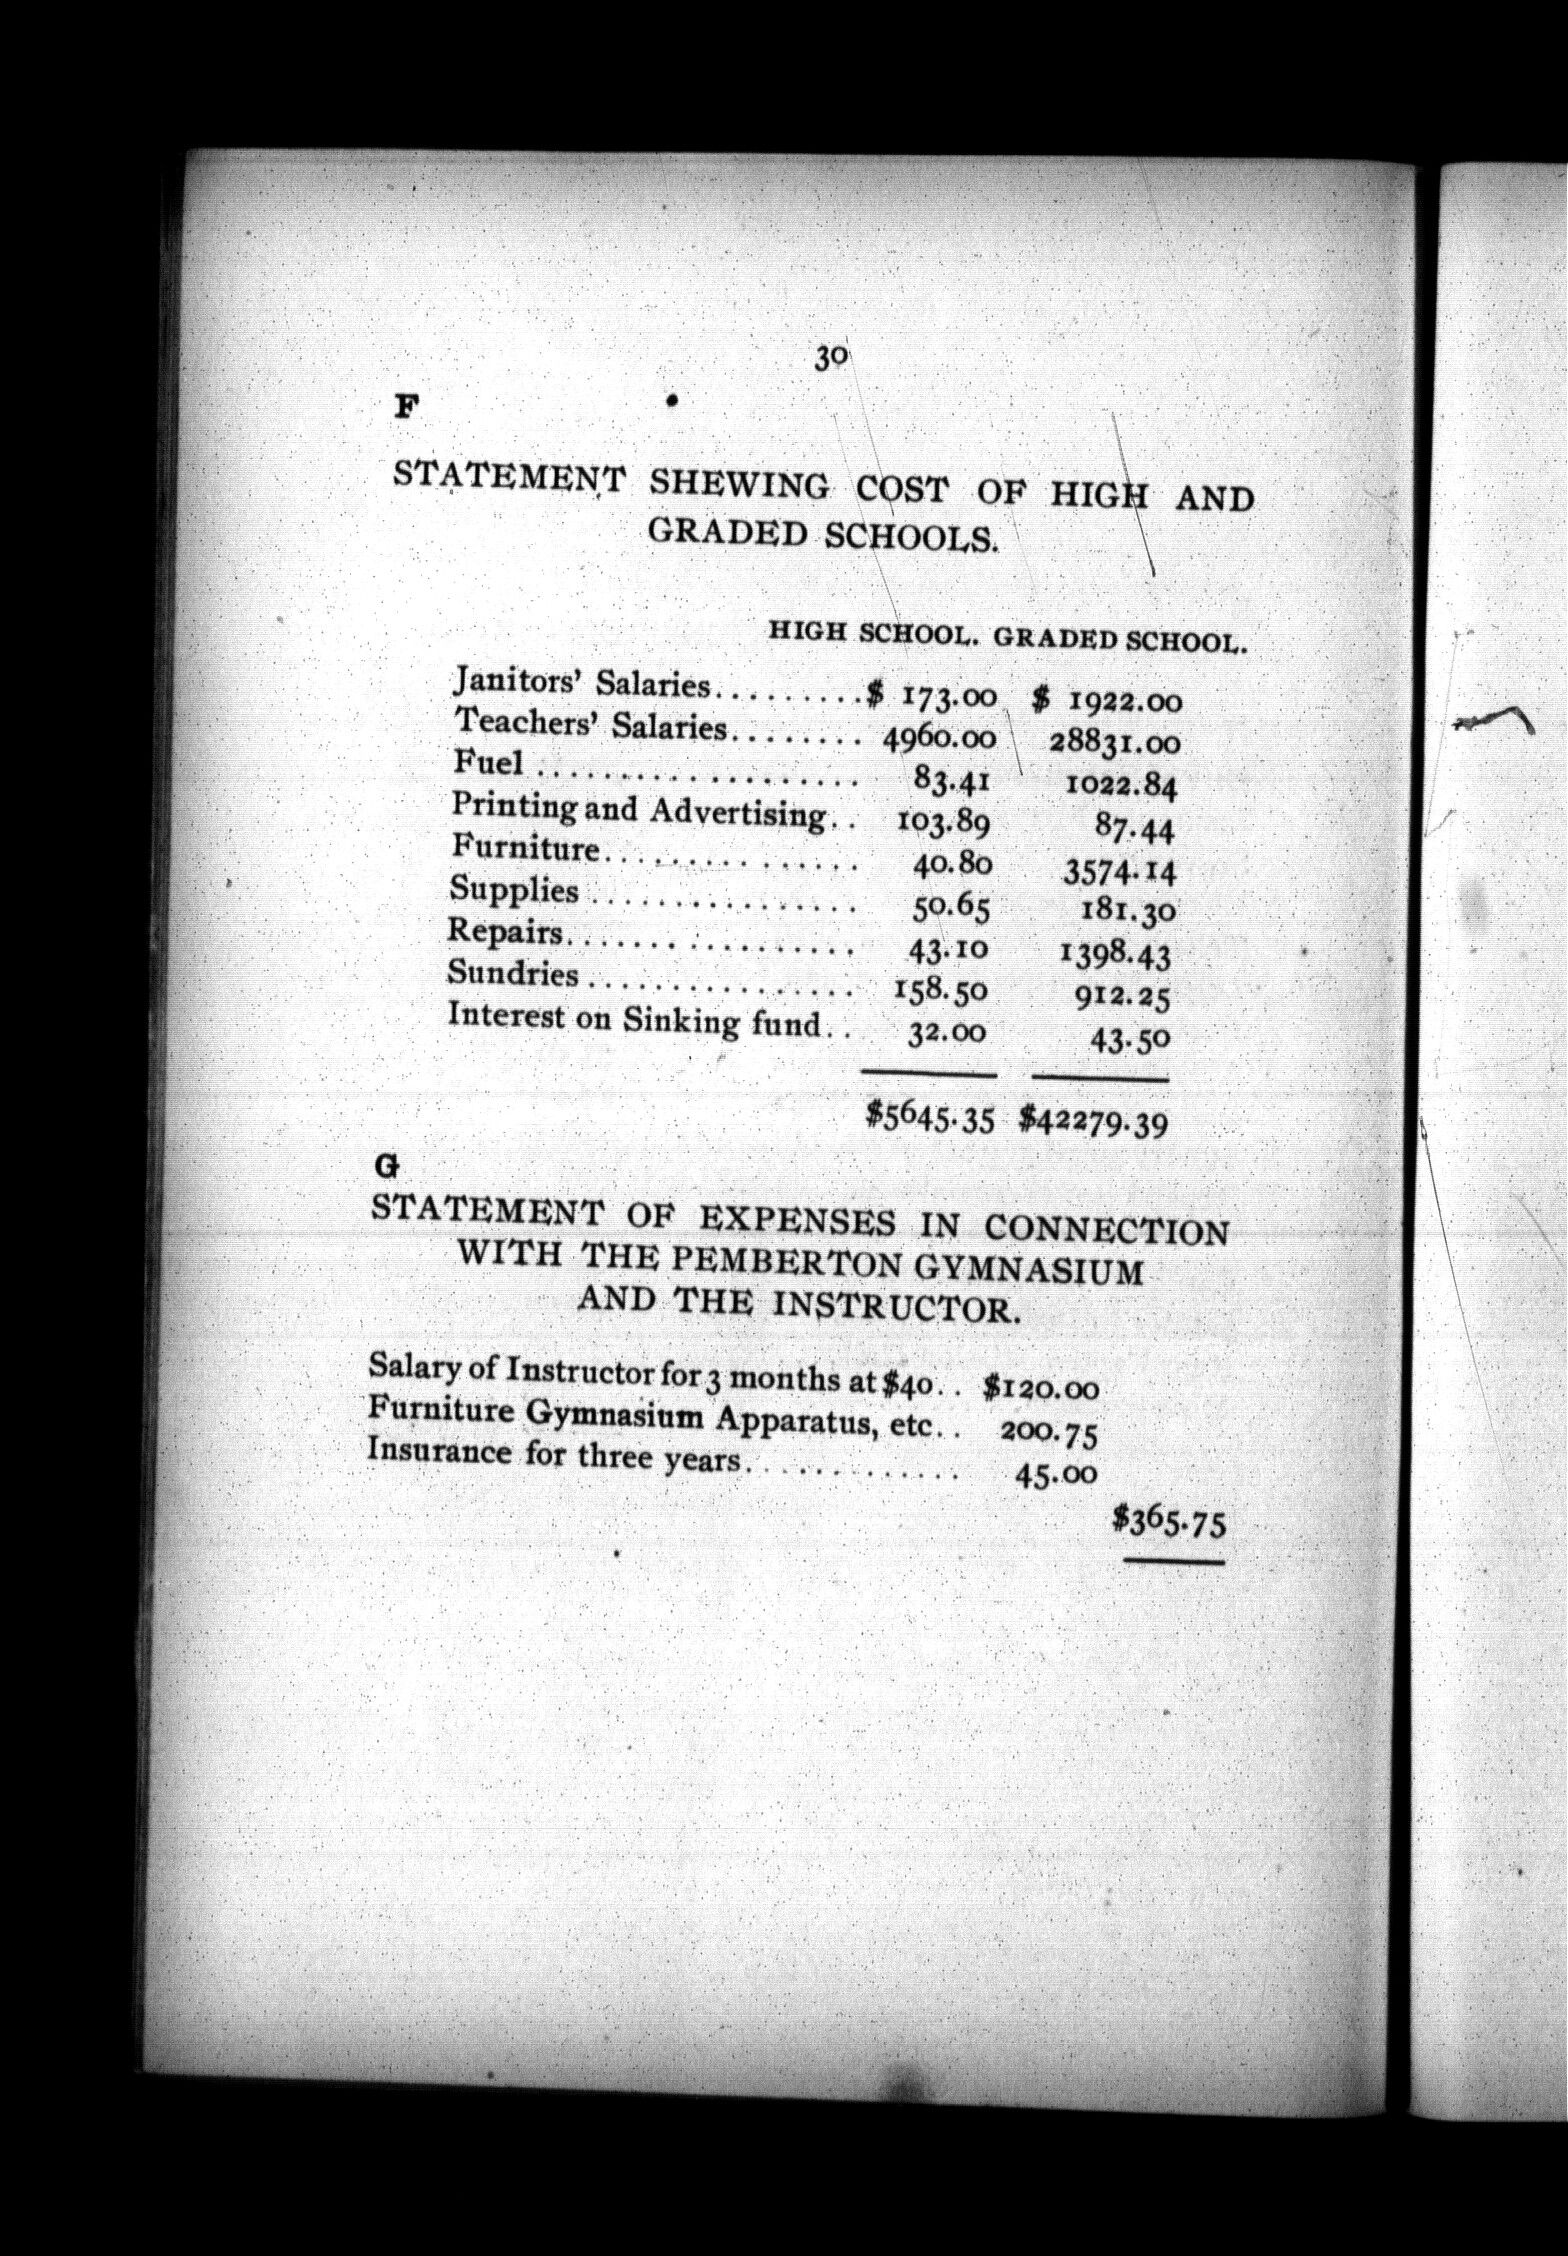 30
F
STATEMENT SHEWING COST OF HIGH AND
GRADED SCHOOLS.
HIGH SCHOOL. GRADED SCHOOL.
Janitors' Salaries.........$ 173.00 $ 1922.00
Teachers' Salaries........ 4960.00 28831.00
Fuel ................... 83.41 1022.84
Printing and Advertising.. 103.89 87.44
Furniture............... 40.80 3574.14
Supplies ................ 50.65 181.30
Repairs................. 43.10 1398.43
Sundries ................ 158.50 912.25
Interest on Sinking fund.. 32.00 43.50
$5645.35 $42279.39
G
STATEMENT OF EXPENSES IN CONNECTION
WITH THE PEMBERTON GYMNASIUM
AND THE INSTRUCTOR.
Salary of Instructor for 3 months at $40.. $120.00
Furniture Gymnasium Apparatus, etc.. 200.75
Insurance for three years............. 45.00
$365.75